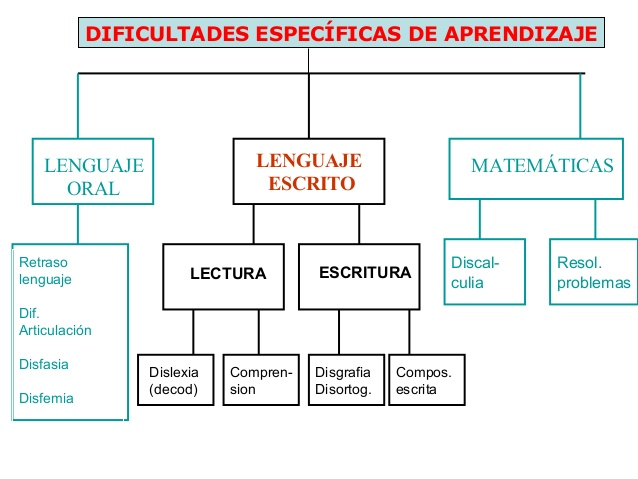 DIFICULTADES ESPECÍFICAS DE APRENDIZAJE
LENGUAJE
ORAL
LENGUAJE
ESCRITO
MATEMÁTICAS
Retraso
lenguaje
Dif.
Articulación
Disfasia
Disfemia
LECTURA
ESCRITURA
Discal-
culia
Resol.
problemas
Dislexia
(decod)
Compren-
sion
Disgrafia
Disortog.
Compos.
escrita